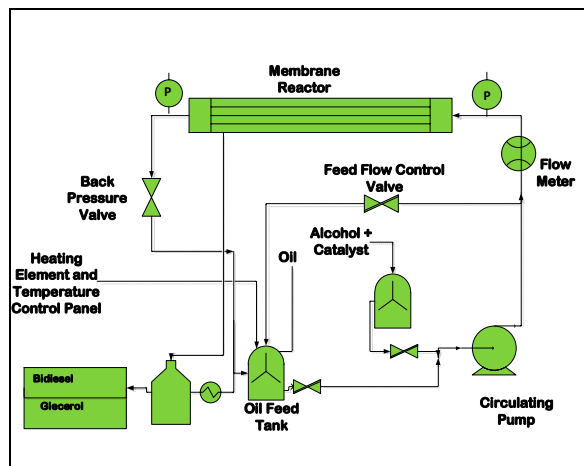 P
Membrane
Reactor
P
Flow
Meter
Back
Pressure
Valve
Feed Flow Control
Valve
Alcohol +
Catalyst
Heating
Element and
Temperature
Control Panel
Oil
Bidiesel
Glecerol
Oil Feed
Tank
Circulating
Pump